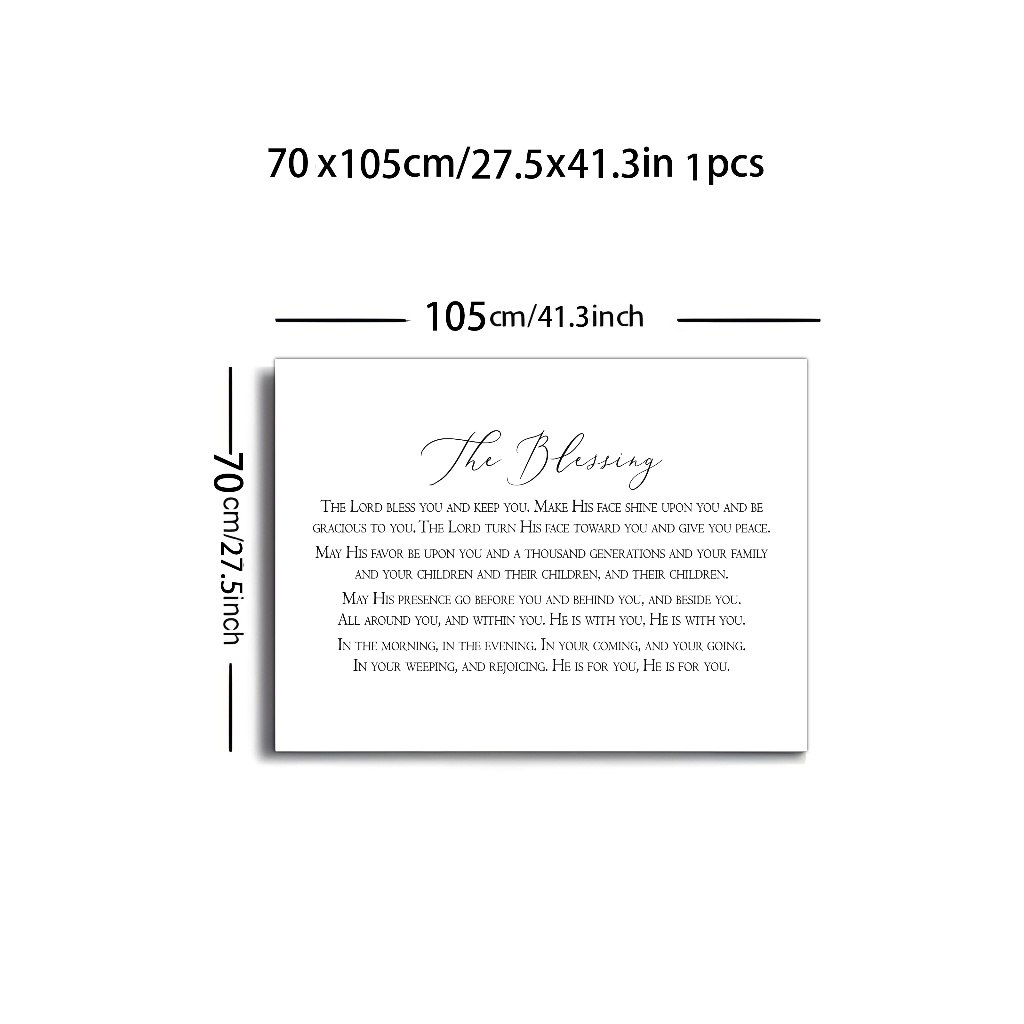 70 x105cm/27.5x41.3in 1pcs
105cm/41.3inch
70cm/27.5inch
The Blessing
The Lord bless you and keep you. Make His face shine upon you and be
gracious to you. The Lord turn His face toward you and give you peace.
May His favor be upon you and a thousand generations and your family
and your children and their children, and their children.
May His presence go before you and behind you, and beside you.
All around you, and within you. He is with you, He is with you.
In the morning, in the evening. In your coming, and your going.
In your weeping, and rejoicing. He is for you, He is for you.